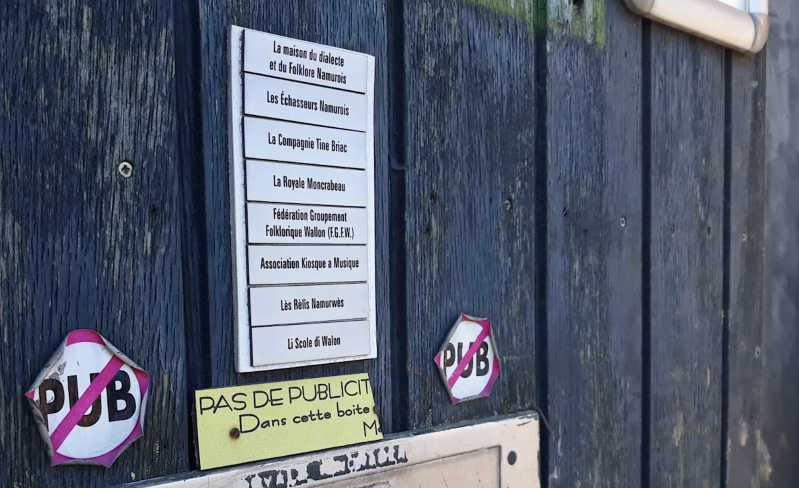 La maison du dialecte
et du Folklore Namurois
Les Échasseurs Namurois
La Compagnie Tine Briac
La Royale Moncrabeau
Fédération Groupement
Folklorique Wallon (F.G.F.W.)
Association Kiosque a Musique
Lès Rèlis Namurwès
Li Scole di Walon
PUB
PUB
PAS DE PUBLICIT
Dans cette boite
M